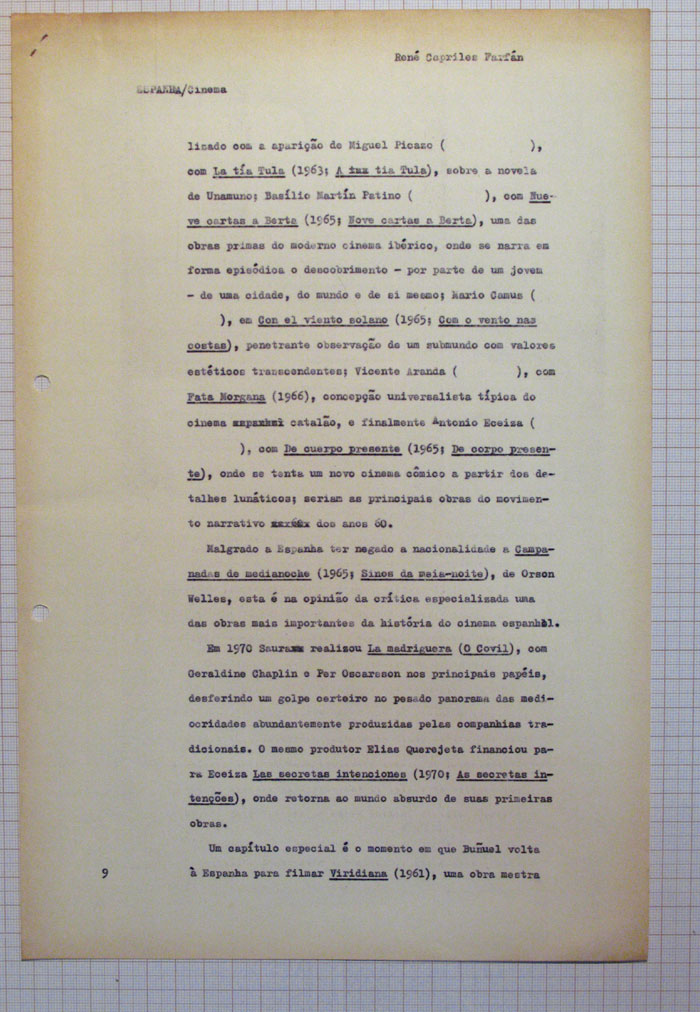 René Capriles Farfán
ESPANHA/Cinema
lizado com a aparição de Miguel Picazo ( ),
com La tía Tula (1963; A tia Tula), sobre a novela
de Unamuno; Basílio Martín Patino ( ), com Nue-
ve cartas a Berta (1965; Nove cartas a Berta), uma das
obras primas do moderno cinema ibérico, onde se narra em
forma episódica o descobrimento - por parte de um jovem
- de uma cidade, do mundo e de si mesmo; Mario Camus (
), em Con el viento solano (1965; Com o vento nas
costas), penetrante observação de um submundo com valores
estéticos transcendentes; Vicente Aranda ( ), com
Fata Morgana (1966), concepção universalista típica do
cinema catalão, e finalmente Antonio Eceiza (
), com De cuerpo presente (1965; De corpo presen-
te), onde se tenta um novo cinema cômico a partir dos de-
talhes lunáticos; seriam as principais obras do movimen-
to narrativo dos anos 60.
Malgrado a Espanha ter negado a nacionalidade a Campa-
nadas de medianoche (1965; Sinos da meia-noite), de Orson
Welles, esta é na opinião da crítica especializada uma
das obras mais importantes da história do cinema espanhol.
Em 1970 Saura realizou La madriguera (O Covil), com
Geraldine Chaplin e Per Oscarsson nos principais papéis,
desferindo um golpe certeiro no pesado panorama das medi-
ocridades abundantemente produzidas pelas companhias tra-
dicionais. O mesmo produtor Elias Querejeta financiou pa-
ra Eceiza Las secretas intenciones (1970; As secretas in-
tenções), onde retorna ao mundo absurdo de suas primeiras
obras.
Um capítulo especial é o momento em que Buñuel volta
9 à Espanha para filmar Viridiana (1961), uma obra mestra